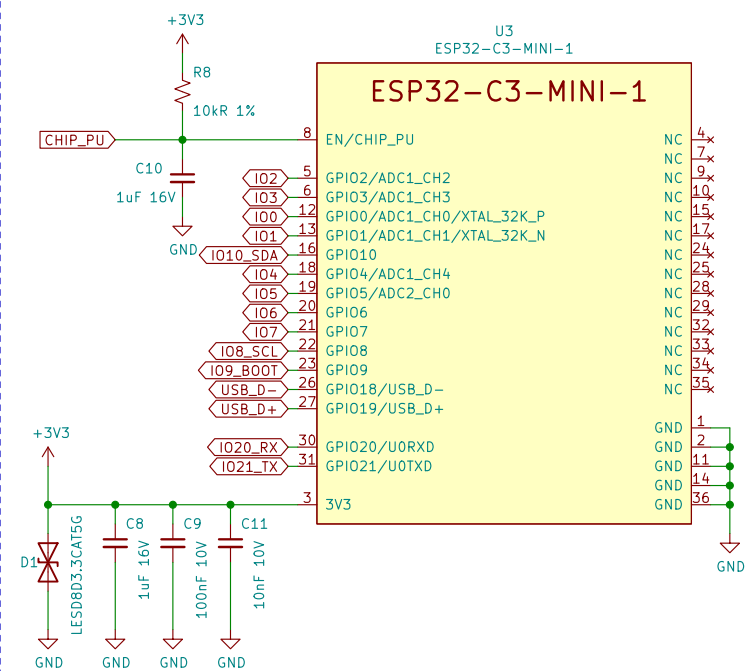 +3V3
U3
ESP32-C3-MINI-1
R8
10kR 1%
ESP32-C3-MINI-1
CHIP_PU
8 EN/CHIP_PU NC 4
NC 7
C10
1uF 16V
GND
IO2 5 GPIO2/ADC1_CH2 NC 9
IO3 6 GPIO3/ADC1_CH3 NC 10
IO0 12 GPIO0/ADC1_CH0/XTAL_32K_P NC 15
IO1 13 GPIO1/ADC1_CH1/XTAL_32K_N NC 17
IO10_SDA 16 GPIO10 NC 24
IO4 18 GPIO4/ADC1_CH4 NC 25
IO5 19 GPIO5/ADC2_CH0 NC 28
IO6 20 GPIO6 NC 29
IO7 21 GPIO7 NC 32
IO8_SCL 22 GPIO8 NC 33
IO9_BOOT 23 GPIO9 NC 34
USB_D- 26 GPIO18/USB_D- NC 35
USB_D+ 27 GPIO19/USB_D+
GND 1
IO20_RX 30 GPIO20/U0RXD GND 2
IO21_TX 31 GPIO21/U0TXD GND 11
GND 14
3 3V3 GND 36
GND
+3V3
D1
LESD8D3.3CAT5G
C8
1uF 16V
C9
100nF 10V
C11
10nF 10V
GND
GND
GND
GND